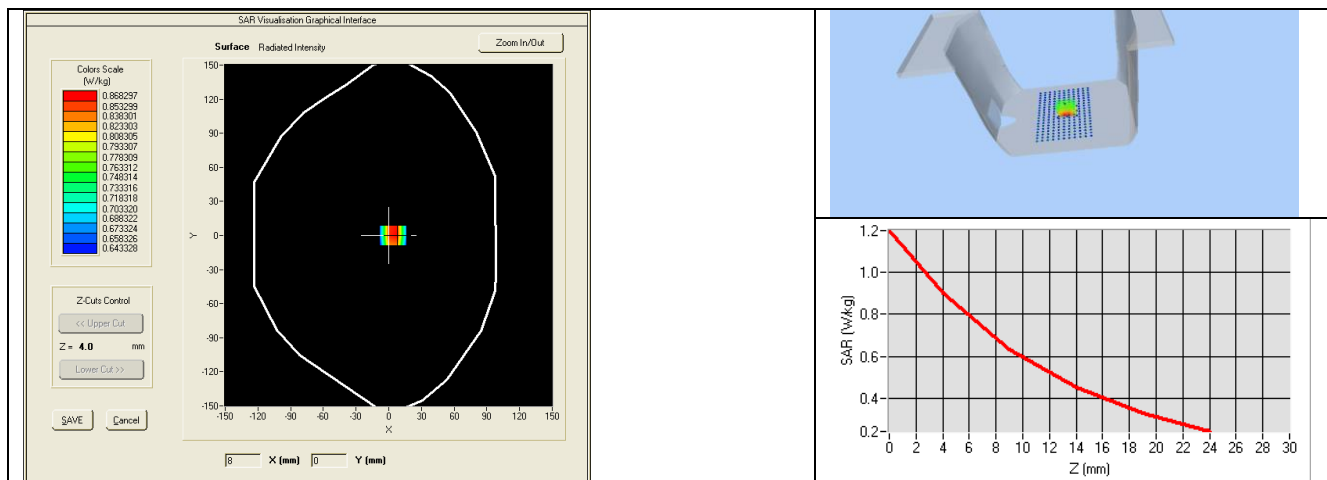 SAR Visualisation Graphical Interface
Surface Radiated Intensity
Zoom In/Out
Colors Scale
(W/kg)
0.868297
0.853299
0.838301
0.823303
0.808305
0.793307
0.778309
0.763312
0.748314
0.733316
0.718318
0.703320
0.688322
0.673324
0.658326
0.643328
Z-Cuts Control
<< Upper Cut
Z = 4.0 mm
Lower Cut >>
SAVE Cancel
150-
120-
90-
60-
30-
0-
-30-
-60-
-90-
-120-
-150-
Y
-150 -120 -90 -60 -30 0 30 60 90 120 150
X
8 X (mm) 0 Y (mm)
1.2-
1.0-
0.8-
0.6-
0.4-
0.2-
SAR (W/kg)
0 2 4 6 8 10 12 14 16 18 20 22 24 26 28 30
Z (mm)